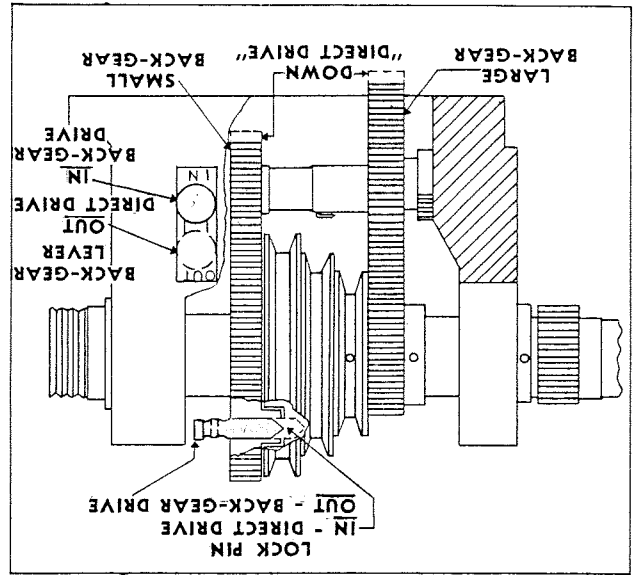 LOCK PIN
IN - DIRECT DRIVE
OUT - BACK-GEAR DRIVE
BACK-GEAR
LEVER
OUT
DIRECT DRIVE
IN
BACK-GEAR
DRIVE
OUT
IN
LARGE
BACK-GEAR
DOWN
"DIRECT DRIVE"
SMALL
BACK-GEAR